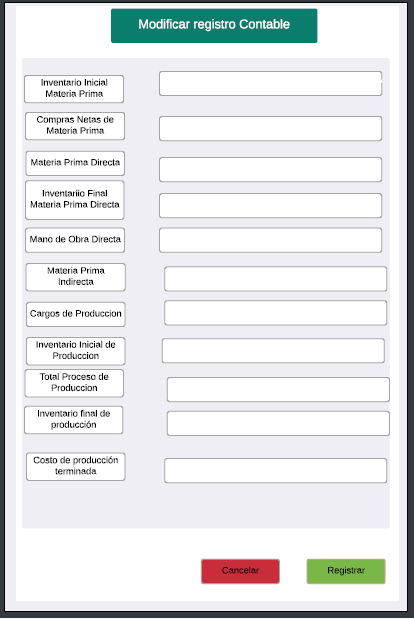 Modificar registro Contable
Inventario Inicial
Materia Prima
Compras Netas de
Materia Prima
Materia Prima Directa
Inventariio Final
Materia Prima Directa
Mano de Obra Directa
Materia Prima
Indirecta
Cargos de Produccion
Inventario Inicial de
Produccion
Total Proceso de
Produccion
Inventario final de
producción
Costo de producción
terminada
Cancelar
Registrar